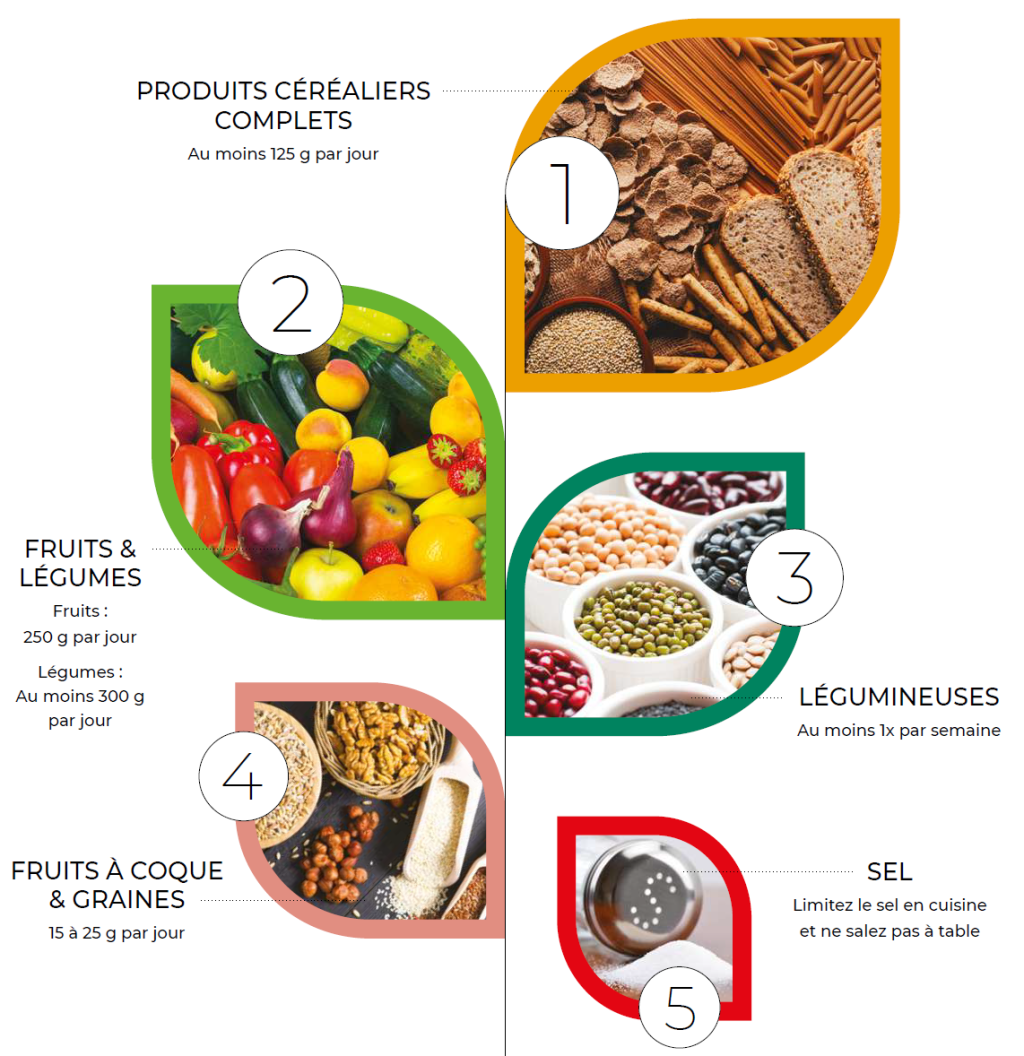 PRODUITS CÉRÉALIERS
COMPLETS
Au moins 125 g par jour
1
2
FRUITS &
LÉGUMES
Fruits :
250 g par jour
Légumes :
Au moins 300 g
par jour
3
LÉGUMINEUSES
Au moins 1x par semaine
4
FRUITS À COQUE
& GRAINES
15 à 25 g par jour
SEL
Limitez le sel en cuisine
et ne salez pas à table
5